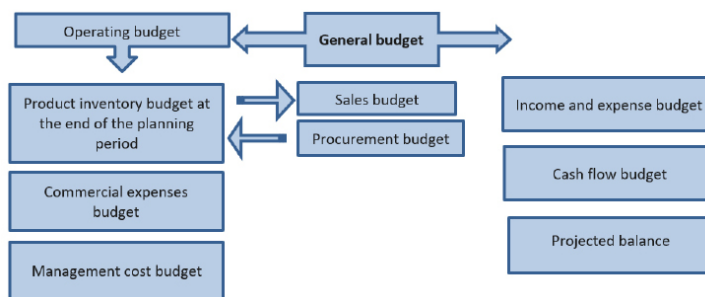 Operating budget
General budget
Product inventory budget at
the end of the planning
period
Sales budget
Procurement budget
Income and expense budget
Commercial expenses
budget
Cash flow budget
Management cost budget
Projected balance